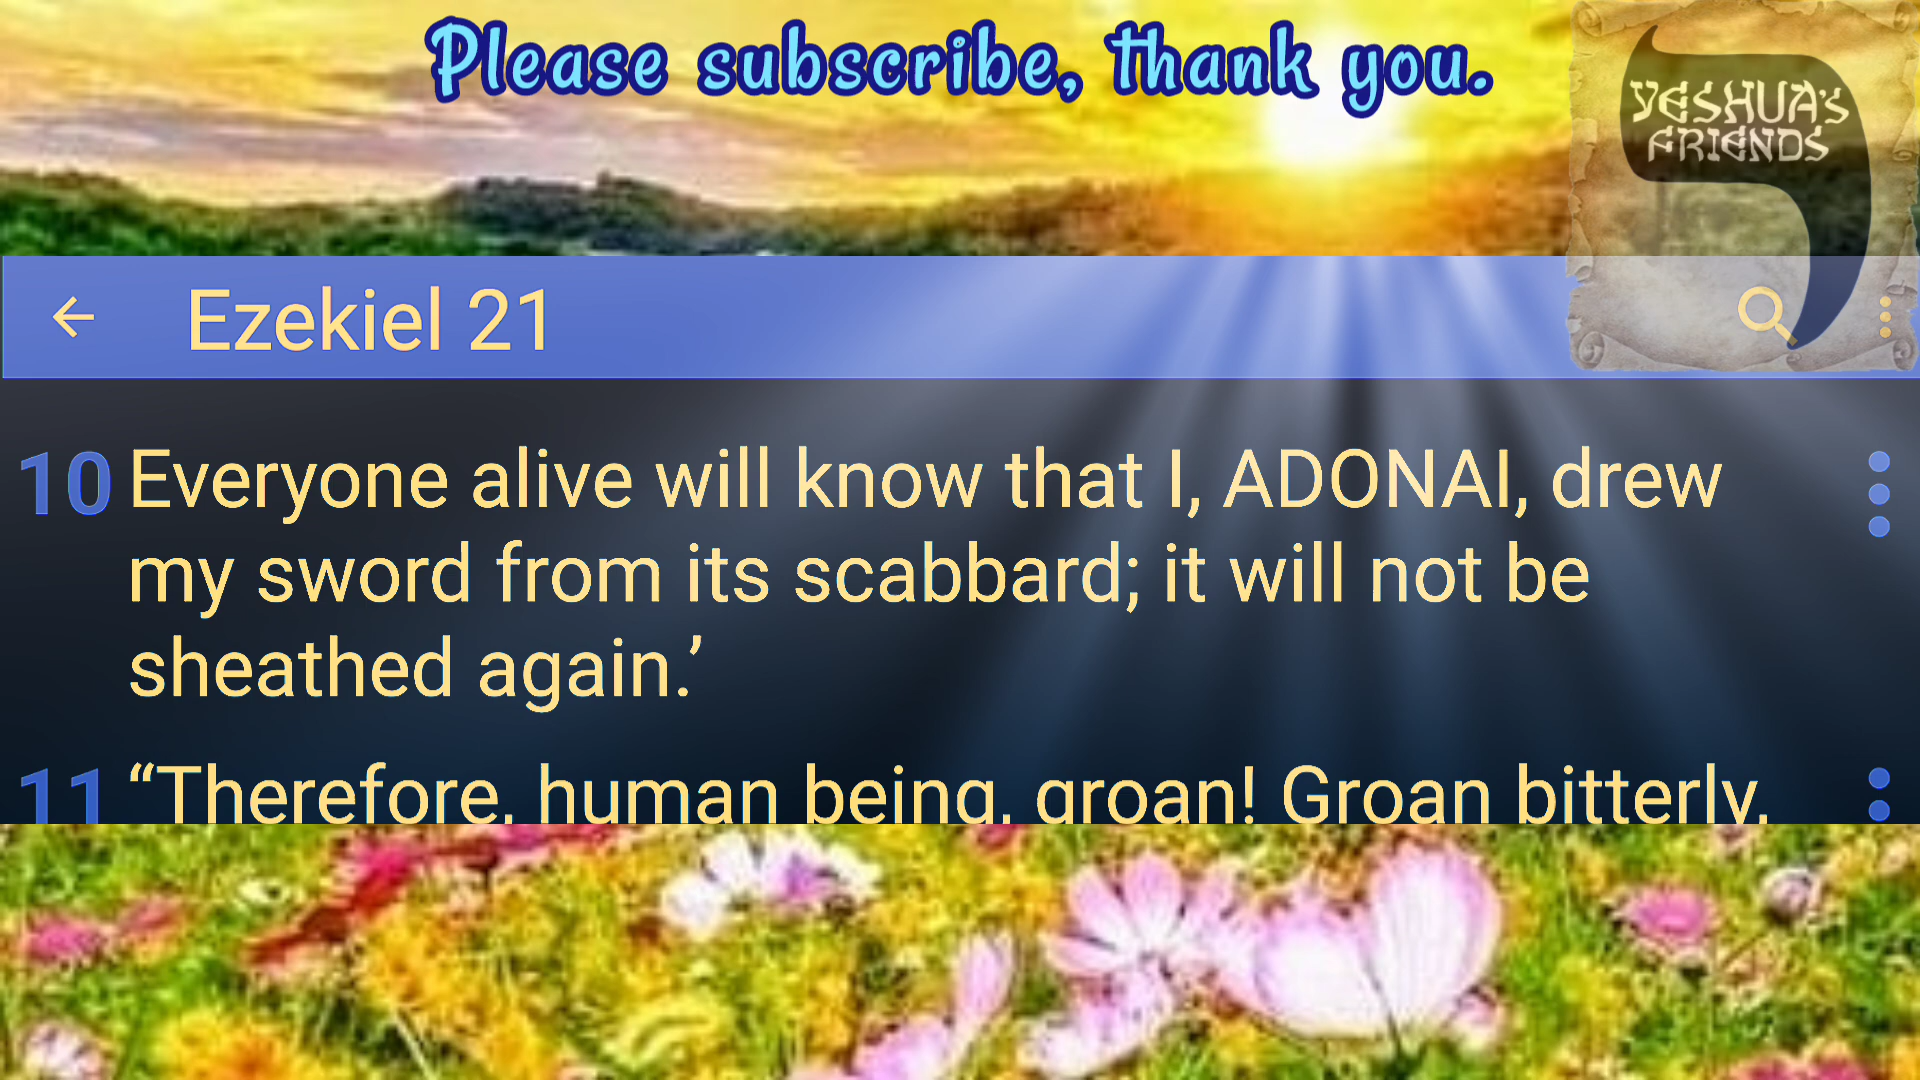 Please subscribe, thank you.
YESHUA'S
FRIENDS
Ezekiel 21
10 Everyone alive will know that I, ADONAI, drew
my sword from its scabbard; it will not be
sheathed again.’
11 “Therefore, human being, groan! Groan bitterly,